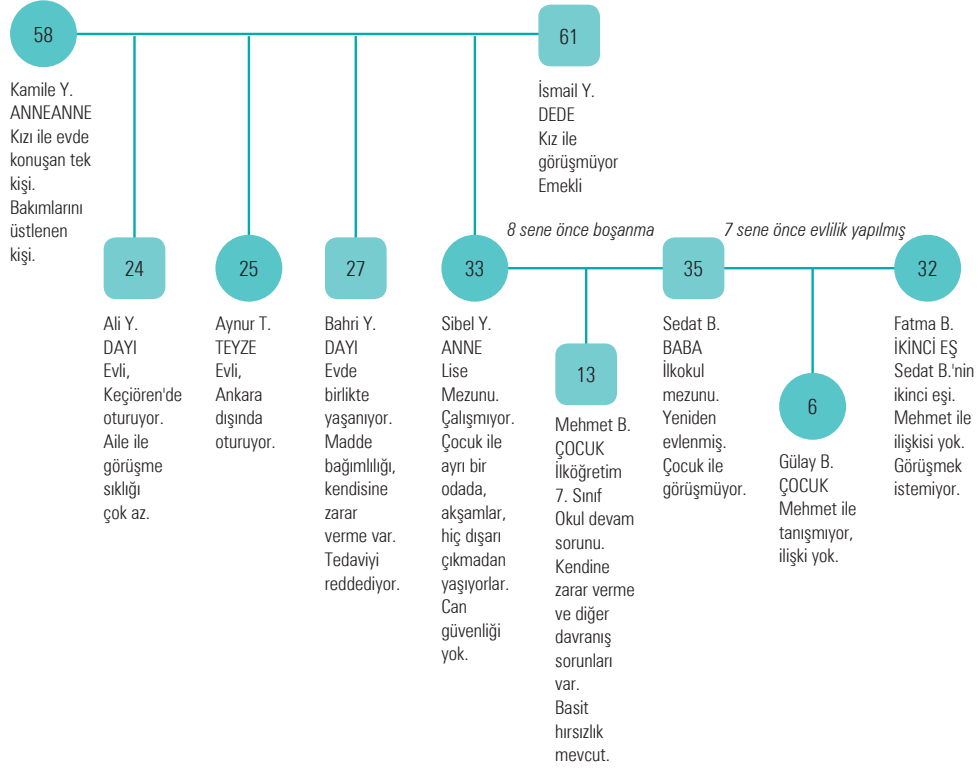 58
Kamile Y.
ANNEANNE
Kızı ile evde
konuşan tek
kişi.
Bakımlarını
üstlenen
kişi.
61
İsmail Y.
DEDE
Kız ile
görüşmüyor
Emekli
8 sene önce boşanma
7 sene önce evlilik yapılmış
24
Ali Y.
DAYI
Evli,
Keçiören'de
oturuyor.
Aile ile
görüşme
sıklığı
çok az.
25
Aynur T.
TEYZE
Evli,
Ankara
dışında
oturuyor.
27
Bahri Y.
DAYI
Evde
birlikte
yaşanıyor.
Madde
bağımlılığı,
kendisine
zarar
verme var.
Tedaviyi
reddediyor.
33
Sibel Y.
ANNE
Lise
Mezunu.
Çalışmıyor.
Çocuk ile
ayrı bir
odada,
akşamlar,
hiç dışarı
çıkmadan
yaşıyorlar.
Can
güvenliği
yok.
13
Mehmet B.
ÇOCUK
İlköğretim
7. Sınıf
Okul devam
sorunu.
Kendine
zarar verme
ve diğer
davranış
sorunları
var.
Basit
hırsızlık
mevcut.
35
Sedat B.
BABA
İlkokul
mezunu.
Yeniden
evlenmiş.
Çocuk ile
görüşmüyor.
6
Gülay B.
ÇOCUK
Mehmet ile
tanışmıyor,
ilişki yok.
32
Fatma B.
İKİNCİ EŞ
Sedat B.'nin
ikinci eşi.
Mehmet ile
ilişkisi yok.
Görüşmek
istemiyor.